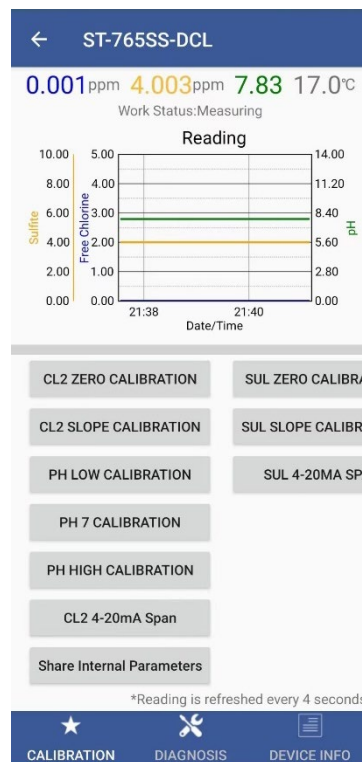 ST-765SS-DCL
0.001ppm 4.003ppm 7.83 17.0℃
Work Status:Measuring
Reading
10.00 5.00 14.00
8.00 4.00 11.20
6.00 3.00 8.40
4.00 2.00 5.60
2.00 1.00 2.80
0.00 0.00 0.00
Sulfite
Free Chlorine
pH
21:38 21:40
Date/Time
CL2 ZERO CALIBRATION SUL ZERO CALIBRA
CL2 SLOPE CALIBRATION SUL SLOPE CALIBR
PH LOW CALIBRATION SUL 4-20MA SP
PH 7 CALIBRATION
PH HIGH CALIBRATION
CL2 4-20mA Span
Share Internal Parameters
*Reading is refreshed every 4 seconds
CALIBRATION DIAGNOSIS DEVICE INFO